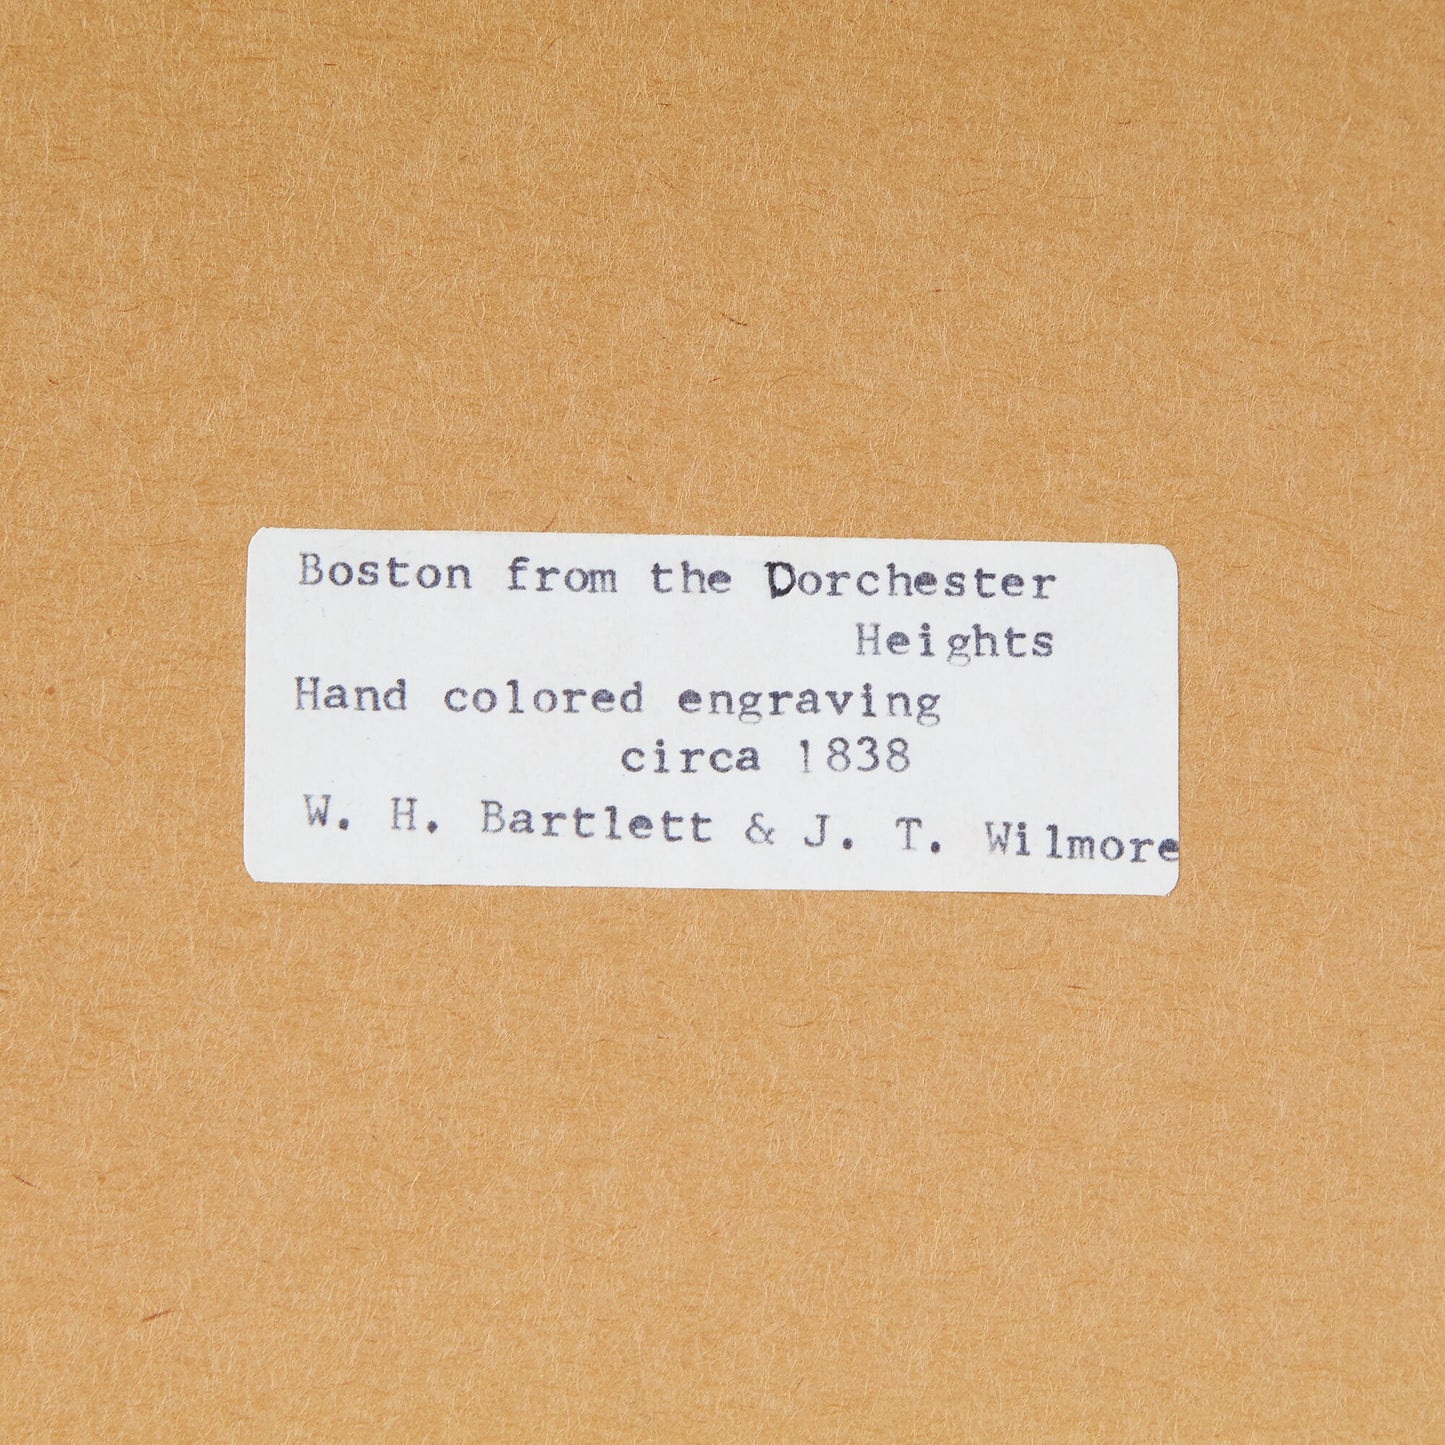 Boston from the Dorchester
Heights
Hand colored engraving
circa 1838
W. H. Bartlett & J. T. Wilmore